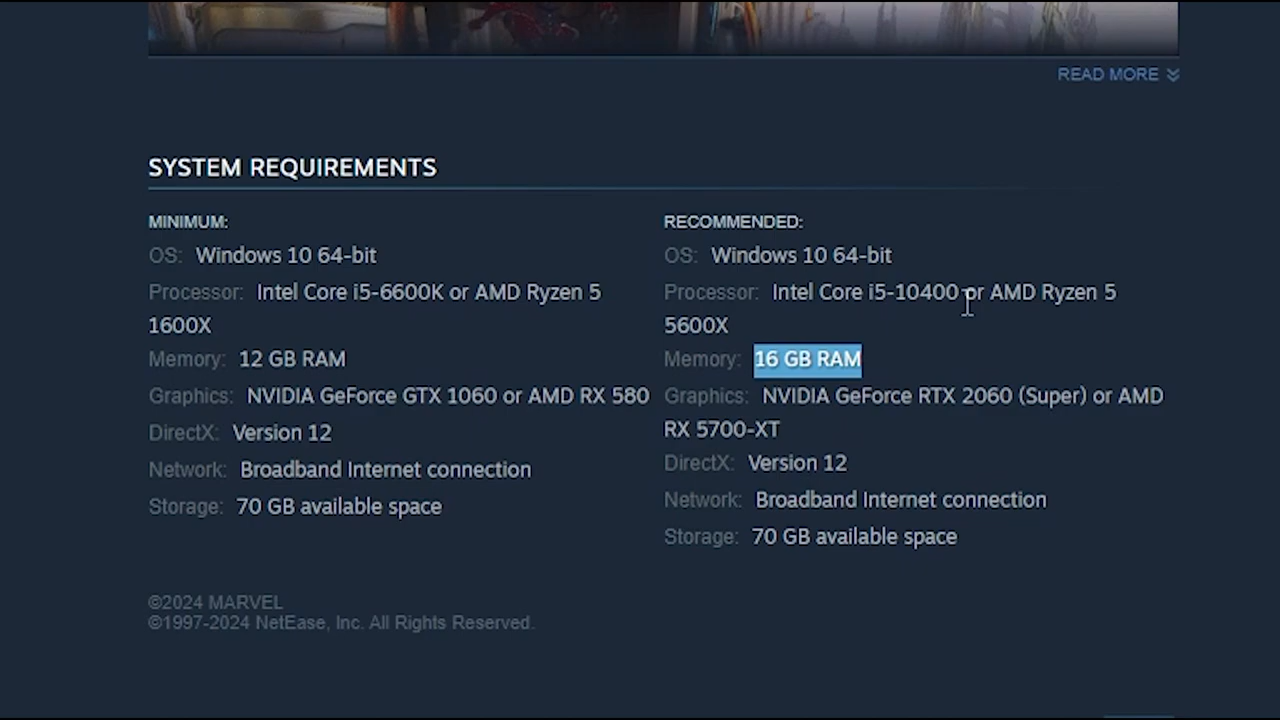 READ MORE
SYSTEM REQUIREMENTS
MINIMUM:
OS: Windows 10 64-bit
Processor: Intel Core i5-6600K or AMD Ryzen 5
1600X
Memory: 12 GB RAM
Graphics: NVIDIA GeForce GTX 1060 or AMD RX 580
DirectX: Version 12
Network: Broadband Internet connection
Storage: 70 GB available space
RECOMMENDED:
OS: Windows 10 64-bit
Processor: Intel Core i5-10400 or AMD Ryzen 5
5600X
Memory: 16 GB RAM
Graphics: NVIDIA GeForce RTX 2060 (Super) or AMD
RX 5700-XT
DirectX: Version 12
Network: Broadband Internet connection
Storage: 70 GB available space
©2024 MARVEL
©1997-2024 NetEase, Inc. All Rights Reserved.